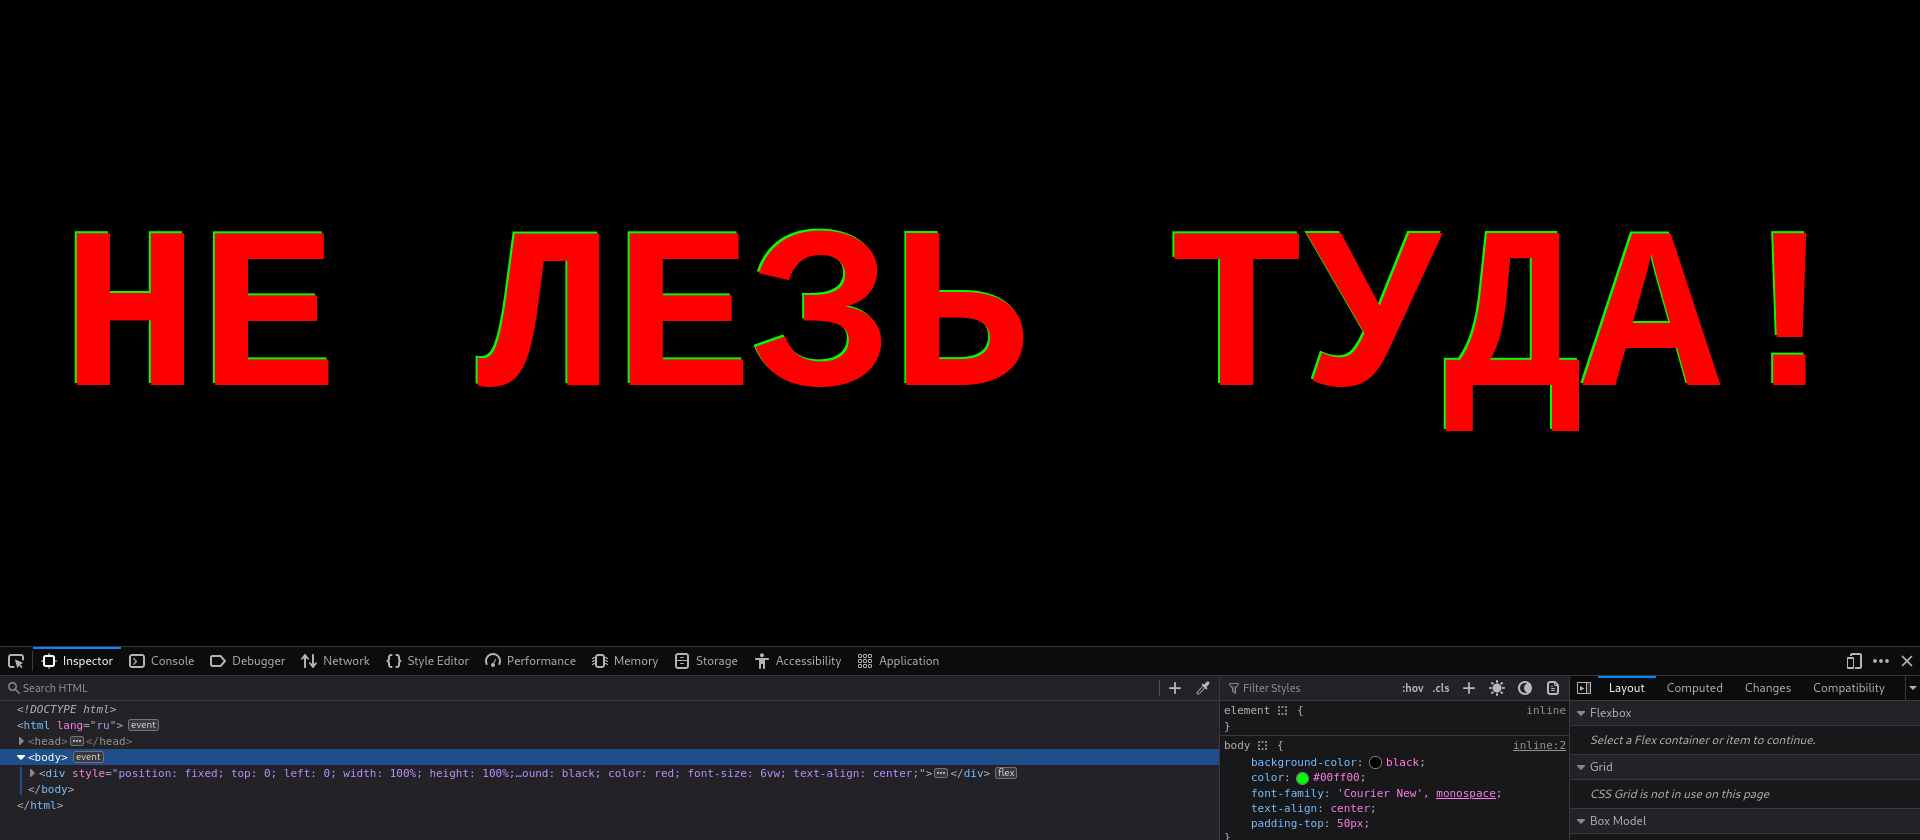 НЕ ЛЕЗЬ ТУДА!
Inspector Console Debugger Network Style Editor Performance Memory Storage Accessibility Application
Search HTML
<!DOCTYPE html>
<html lang="ru"> event
<head> ••• </head>
<body> event
<div style="position: fixed; top: 0; left: 0; width: 100%; height: 100%;…ound: black; color: red; font-size: 6vw; text-align: center;"> ••• </div> flex
</body>
</html>
Filter Styles :hov .cls
element { inline
}
body { inline:2
background-color: black;
color: #00ff00;
font-family: 'Courier New', monospace;
text-align: center;
padding-top: 50px;
}
Layout Computed Changes Compatibility
Flexbox
Select a Flex container or item to continue.
Grid
CSS Grid is not in use on this page
Box Model